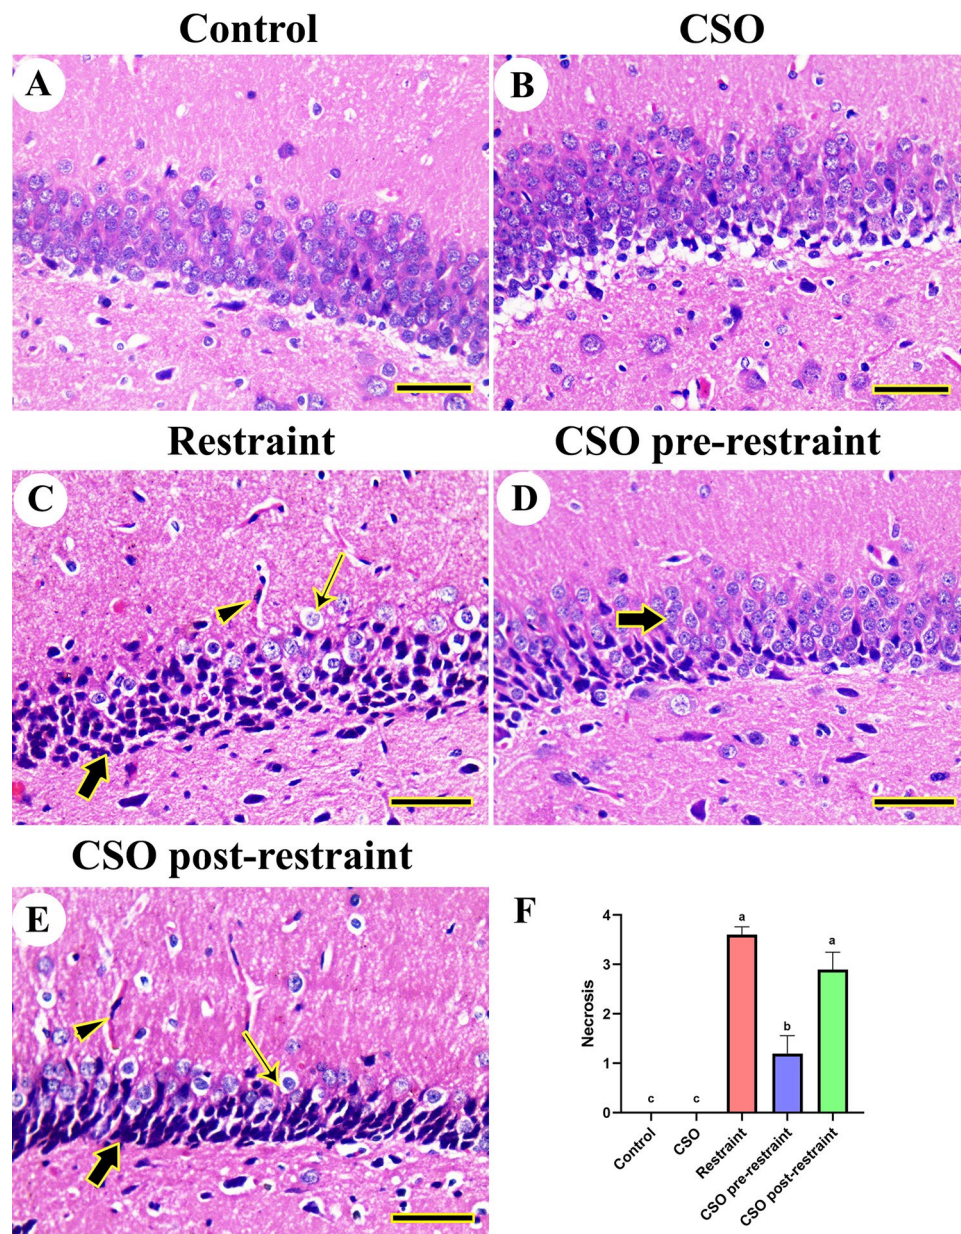 Control
CSO
A
B
Restraint
CSO pre-restraint
C
D
CSO post-restraint
E
F
4
3
2
1
0
Necrosis
c
c
a
b
a
Control
CSO
Restraint
CSO pre-restraint
CSO post-restraint